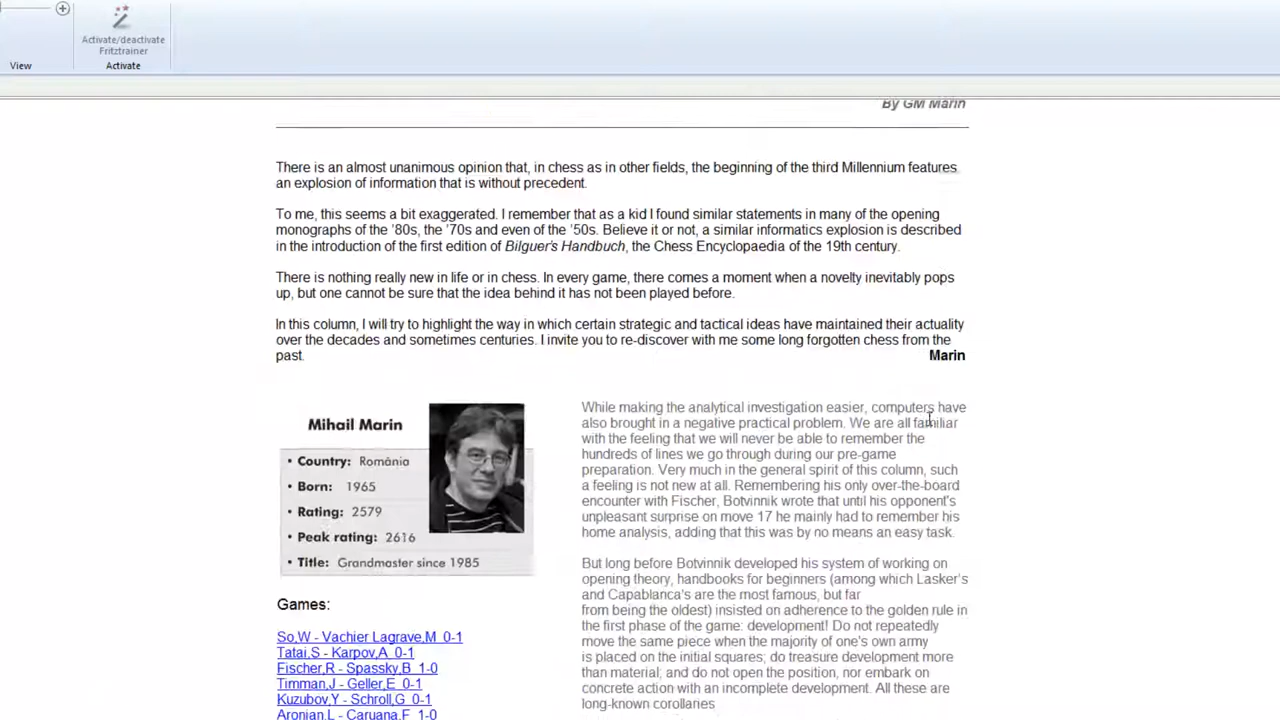 Activate/deactivate
Fritztrainer
View
Activate
By GM Marin
There is an almost unanimous opinion that, in chess as in other fields, the beginning of the third Millennium features
an explosion of information that is without precedent.
To me, this seems a bit exaggerated. I remember that as a kid I found similar statements in many of the opening
monographs of the '80s, the '70s and even of the '50s. Believe it or not, a similar informatics explosion is described
in the introduction of the first edition of Bilguer's Handbuch, the Chess Encyclopaedia of the 19th century.
There is nothing really new in life or in chess. In every game, there comes a moment when a novelty inevitably pops
up, but one cannot be sure that the idea behind it has not been played before.
In this column, I will try to highlight the way in which certain strategic and tactical ideas have maintained their actuality
over the decades and sometimes centuries. I invite you to re-discover with me some long forgotten chess from the
past.
Marin
Mihail Marin
• Country: România
• Born: 1965
• Rating: 2579
• Peak rating: 2616
• Title: Grandmaster since 1985
Games:
So,W - Vachier Lagrave,M 0-1
Tatai,S - Karpov,A 0-1
Fischer,R - Spassky,B 1-0
Timman,J - Geller,E 0-1
Kuzubov,Y - Schroll,G 0-1
Aronian,L - Caruana,F 1-0
While making the analytical investigation easier, computers have
also brought in a negative practical problem. We are all familiar
with the feeling that we will never be able to remember the
hundreds of lines we go through during our pre-game
preparation. Very much in the general spirit of this column, such
a feeling is not new at all. Remembering his only over-the-board
encounter with Fischer, Botvinnik wrote that until his opponent's
unpleasant surprise on move 17 he mainly had to remember his
home analysis, adding that this was by no means an easy task.
But long before Botvinnik developed his system of working on
opening theory, handbooks for beginners (among which Lasker's
and Capablanca's are the most famous, but far
from being the oldest) insisted on adherence to the golden rule in
the first phase of the game: development! Do not repeatedly
move the same piece when the majority of one's own army
is placed on the initial squares; do treasure development more
than material; and do not open the position, nor embark on
concrete action with an incomplete development. All these are
long-known corollaries